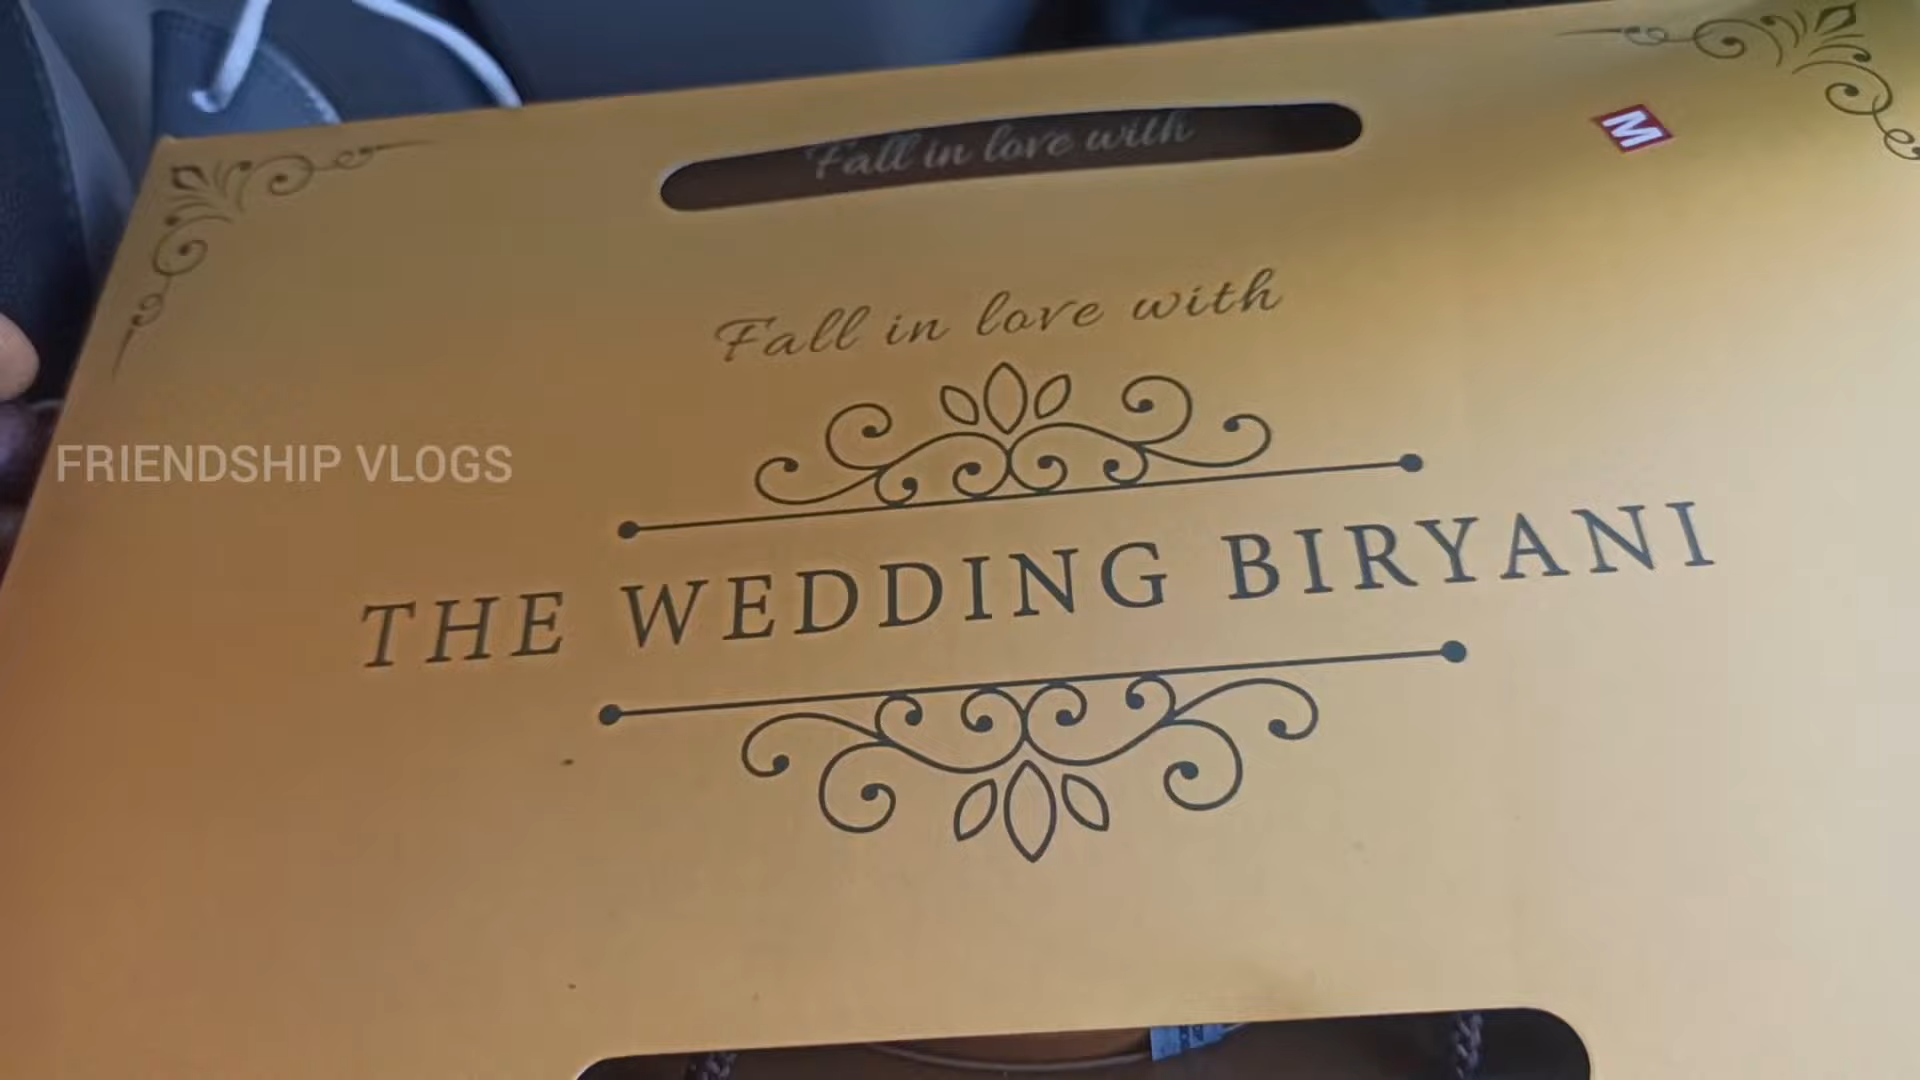 Fall in love with
M
Fall in love with
FRIENDSHIP VLOGS
THE WEDDING BIRYANI